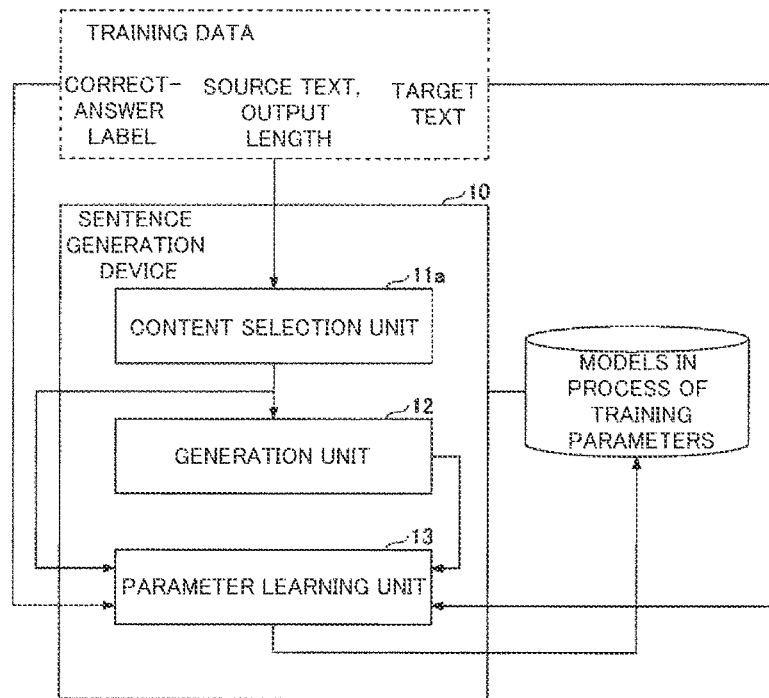 TRAINING DATA
CORRECT-
ANSWER
LABEL
SOURCE TEXT,
OUTPUT
LENGTH
TARGET
TEXT
10
SENTENCE
GENERATION
DEVICE
11a
CONTENT SELECTION UNIT
12
GENERATION UNIT
13
PARAMETER LEARNING UNIT
MODELS IN
PROCESS OF
TRAINING
PARAMETERS